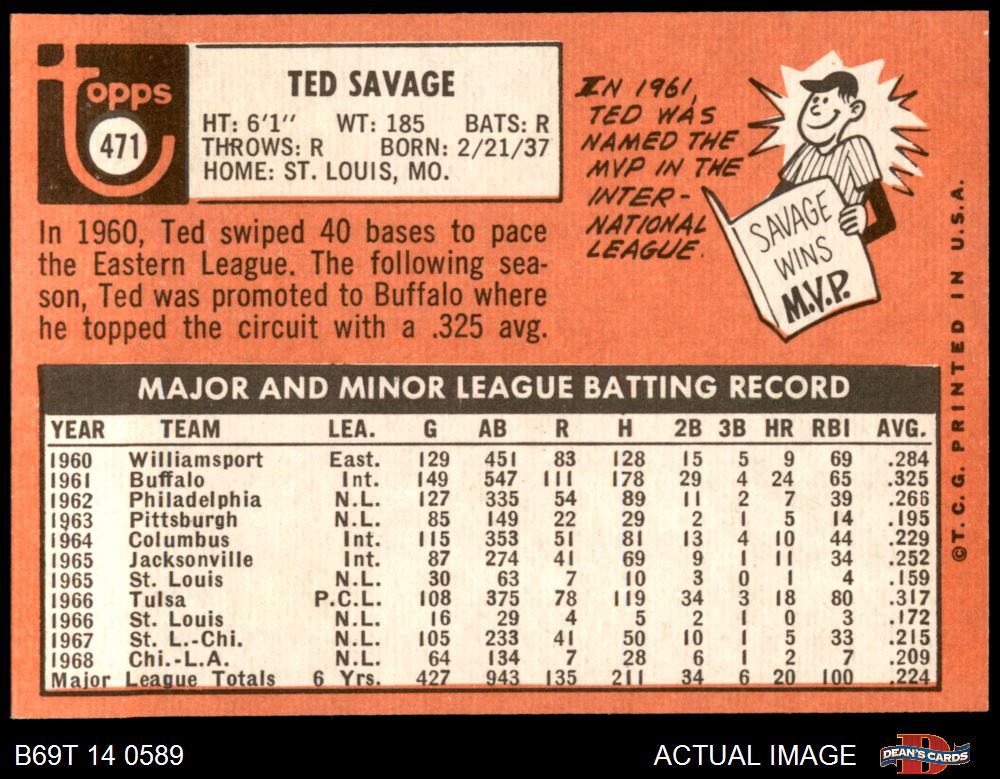 Topps
471
TED SAVAGE
HT: 6'1" WT: 185 BATS: R
THROWS: R BORN: 2/21/37
HOME: ST. LOUIS, MO.
In 1960, Ted swiped 40 bases to pace
the Eastern League. The following sea-
son, Ted was promoted to Buffalo where
he topped the circuit with a .325 avg.
IN 1961,
TED WAS
NAMED THE
MVP IN THE
INTER-
NATIONAL
LEAGUE.
SAVAGE
WINS
M.V.P.
MAJOR AND MINOR LEAGUE BATTING RECORD
YEAR TEAM LEA. G AB R H 2B 3B HR RBI AVG.
1960 Williamsport East. 129 451 83 128 15 5 9 69 .284
1961 Buffalo Int. 149 547 111 178 29 4 24 65 .325
1962 Philadelphia N.L. 127 335 54 89 11 2 7 39 .266
1963 Pittsburgh N.L. 85 149 22 29 2 1 5 14 .195
1964 Columbus Int. 115 353 51 81 13 4 10 44 .229
1965 Jacksonville Int. 87 274 41 69 9 1 11 34 .252
1965 St. Louis N.L. 30 63 7 10 3 0 1 4 .159
1966 Tulsa P.C.L. 108 375 78 119 34 3 18 80 .317
1966 St. Louis N.L. 16 29 4 5 2 1 0 3 .172
1967 St. L.-Chi. N.L. 105 233 41 50 10 1 5 33 .215
1968 Chi.-L.A. N.L. 64 134 7 28 6 1 2 7 .209
Major League Totals 6 Yrs. 427 943 135 211 34 6 20 100 .224
©T.C.G. PRINTED IN U.S.A.
B69T 14 0589
ACTUAL IMAGE
DEAN'S CARDS